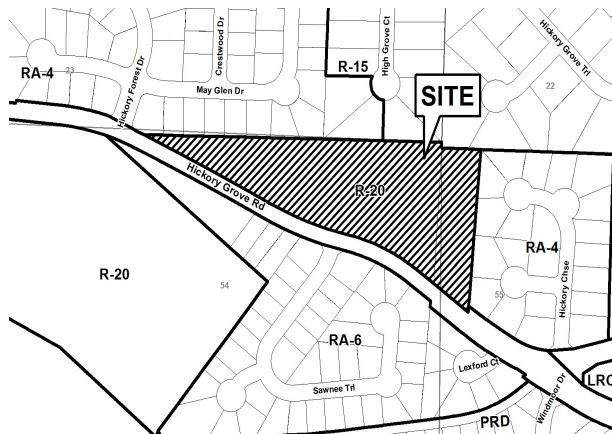 Hickory Forest Dr
Crestwood Dr
High Grove Ct
Hickory Grove Trl
RA-4
23
May Glen Dr
R-15
22
SITE
Hickory Grove Rd
R-20
R-20
54
RA-4
Hickory Chse
55
RA-6
Sawnee Trl
Lexford Ct
Windmoor Dr
LRC
PRD